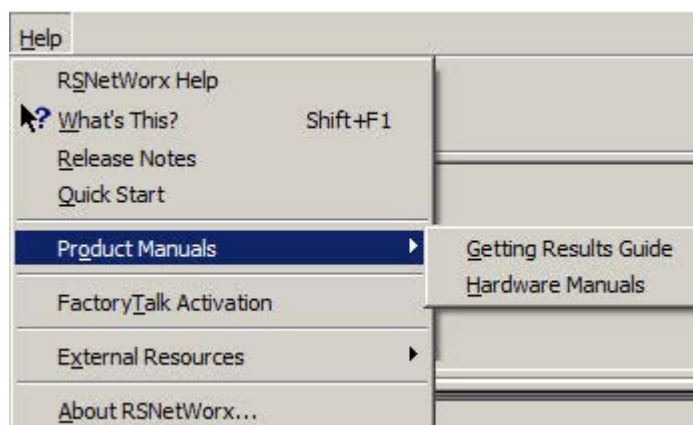 Help
RSNetWorx Help
? What's This? Shift+F1
Release Notes
Quick Start
Product Manuals
Getting Results Guide
Hardware Manuals
FactoryTalk Activation
External Resources
About RSNetWorx...